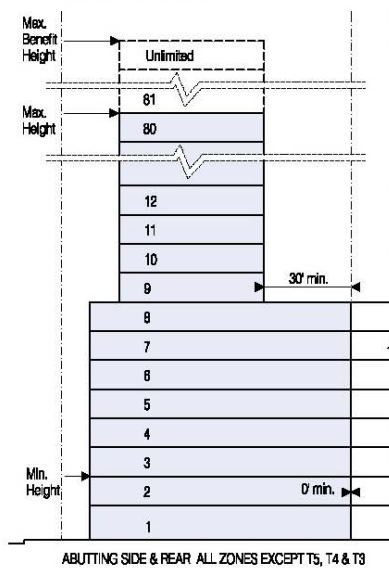 Max.
Benefit
Height
Unlimited
81
Max.
Height
80
12
11
10
9
30' min.
8
7
6
5
4
3
Min.
Height
2
0' min.
1
ABUTTING SIDE & REAR ALL ZONES EXCEPT T5, T4 & T3